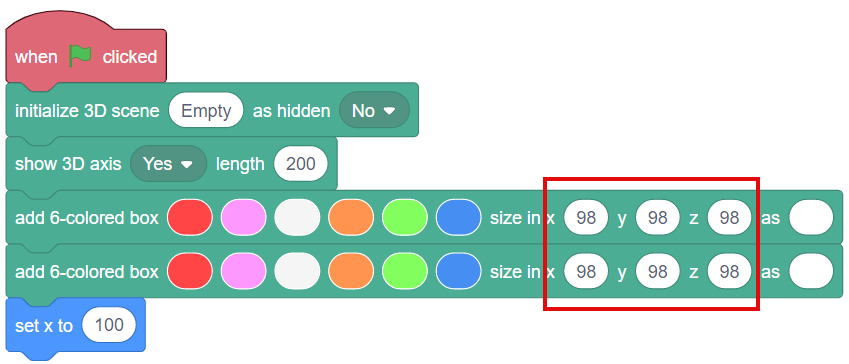 when clicked
initialize 3D scene Empty as hidden No
show 3D axis Yes length 200
add 6-colored box size in x 98 y 98 z 98 as
add 6-colored box size in x 98 y 98 z 98 as
set x to 100